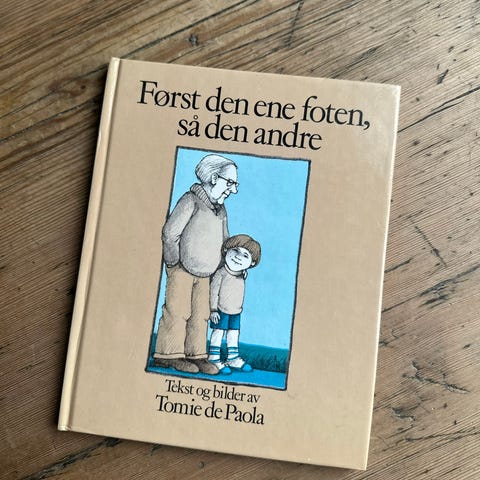 Først den ene foten,
så den andre
Tekst og bilder av
Tomie de Paola